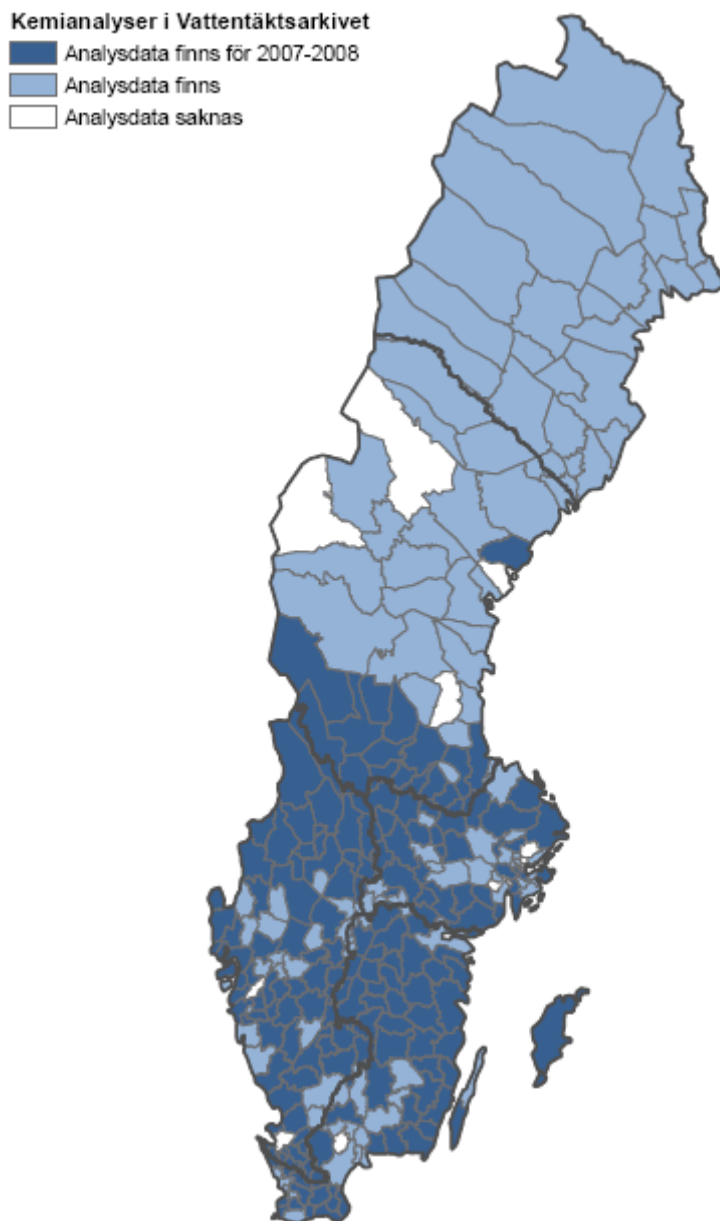 Kemianalyser i Vattentäktsarkivet
Analysdata finns för 2007-2008
Analysdata finns
Analysdata saknas